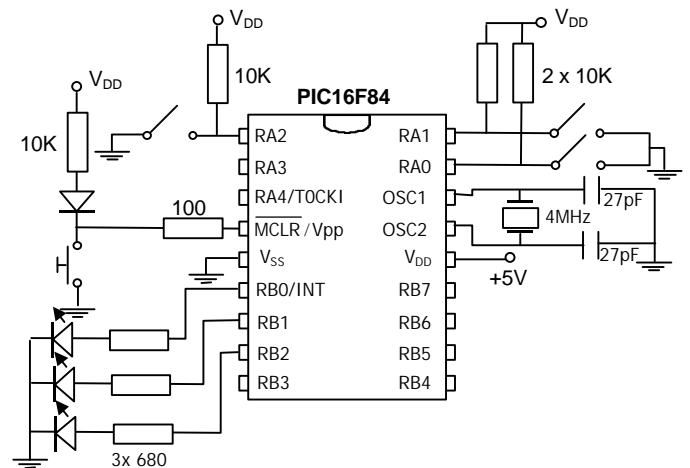 VDD
VDD
VDD
10K
2 x 10K
PIC16F84
10K
RA2
RA1
RA3
RA0
RA4/T0CKI
OSC1
27pF
100
4MHz
MCLR /Vpp
OSC2
VSS
VDD
27pF
+5V
RB0/INT
RB7
RB1
RB6
RB2
RB5
RB3
RB4
3x 680